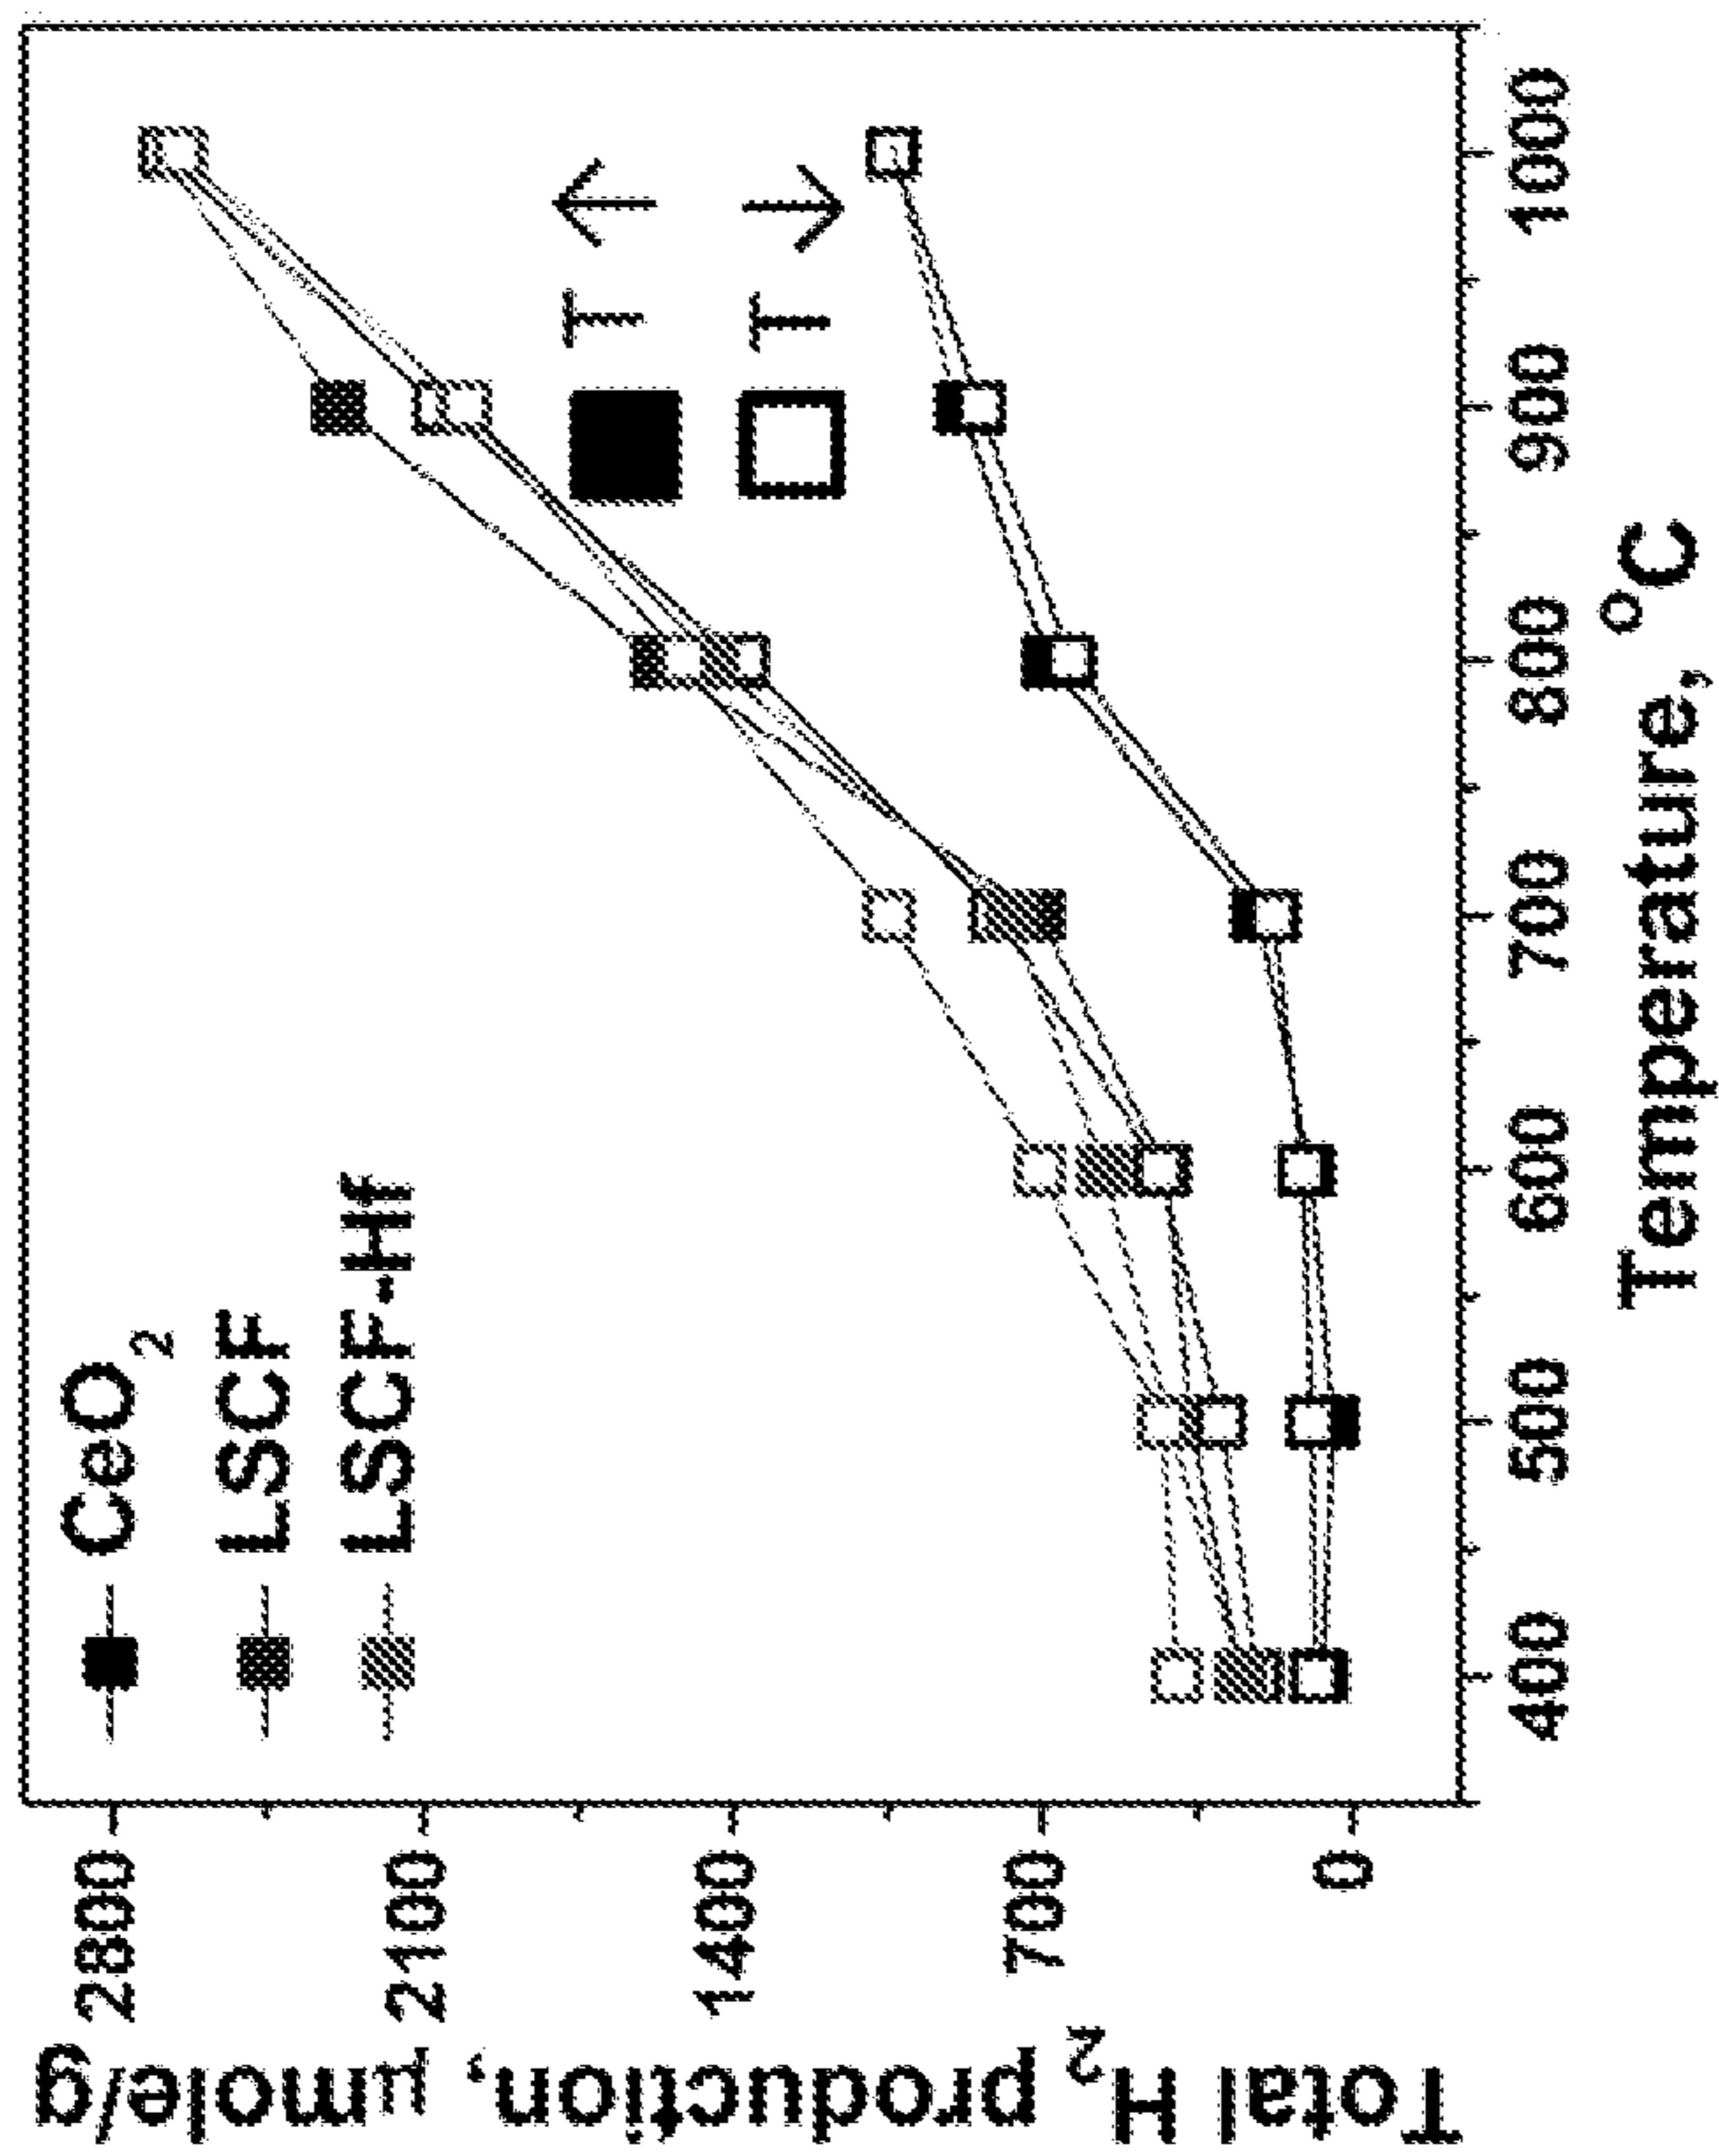 CeO₂
LSCF
LSCF-Hf
T ↑
T ↓
2800
2100
1400
700
0
Total H₂ production, μmole/g
400 500 600 700 800 900 1000
Temperature, °C